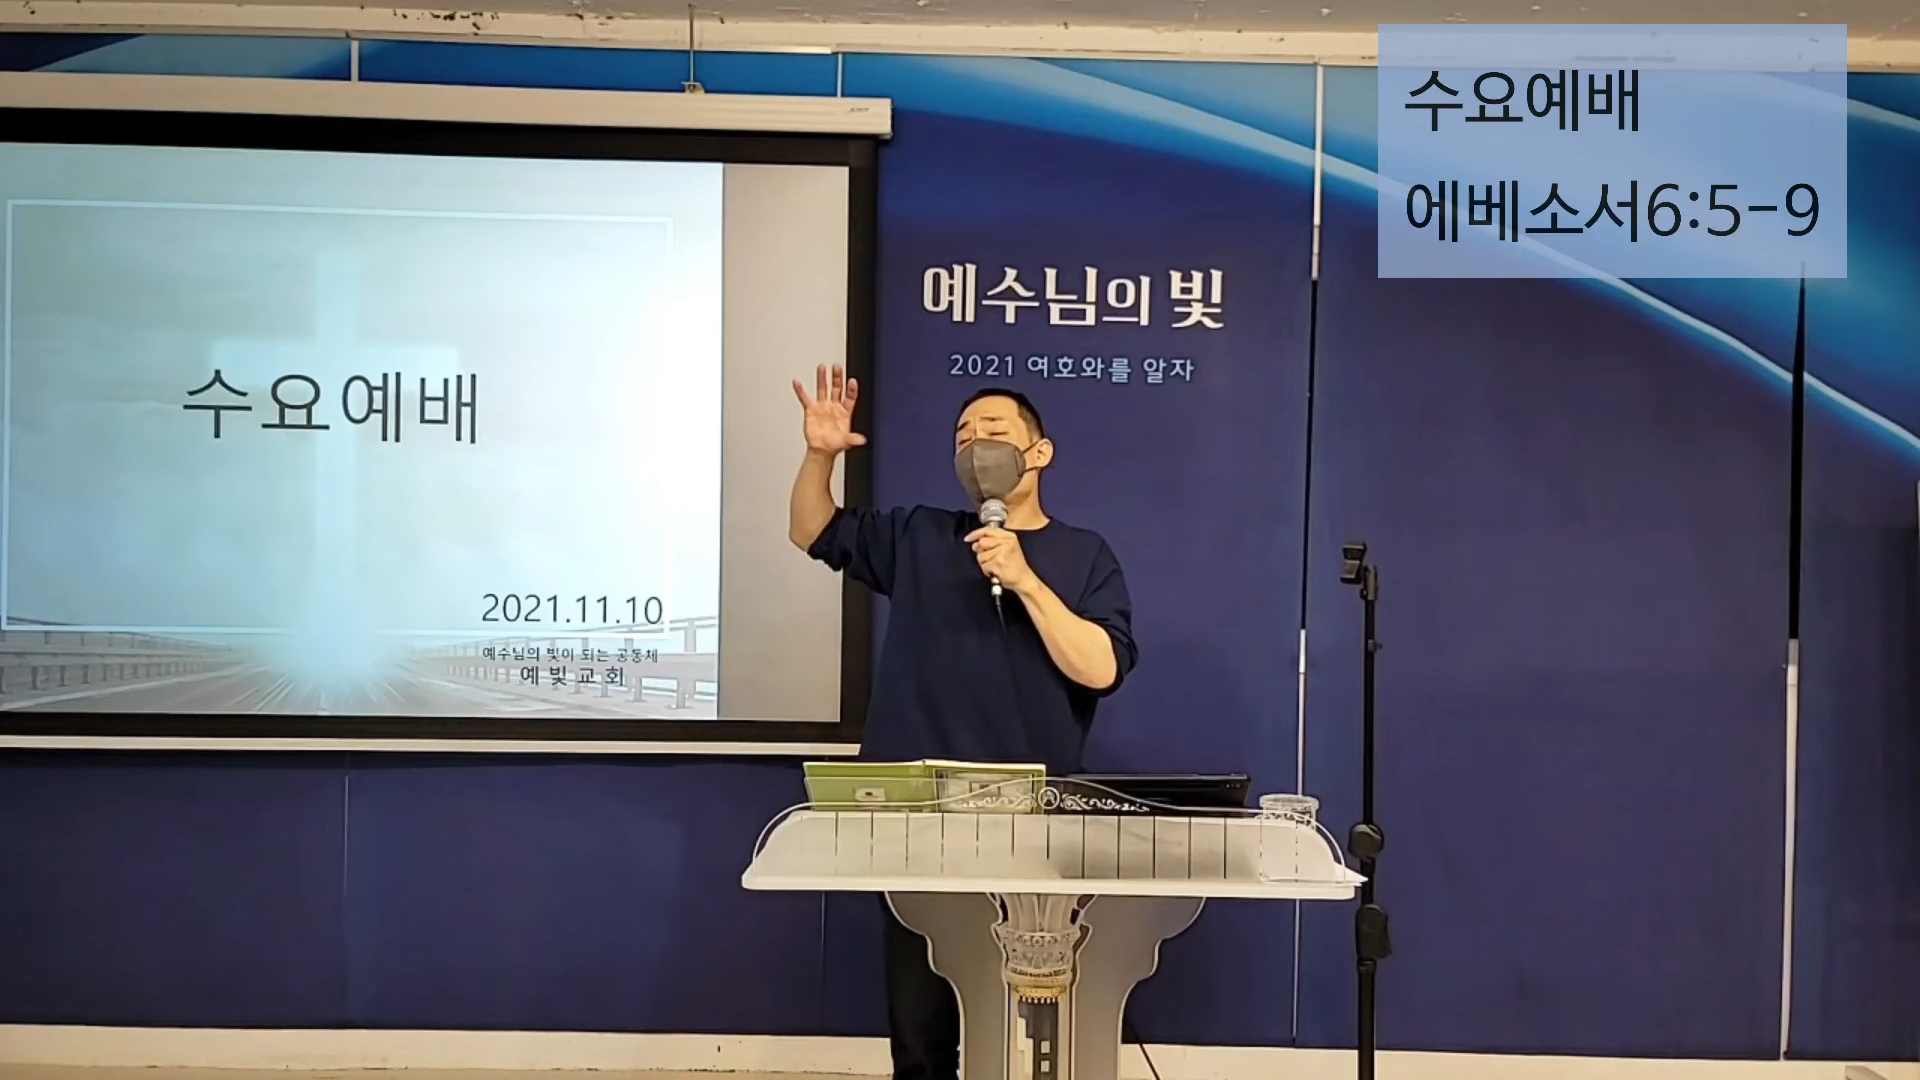 수요예배
에베소서6:5-9
예수님의 빛
2021 여호와를 알자
수요예배
2021.11.10
예수님의 빛이 되는 공동체
예빛교회